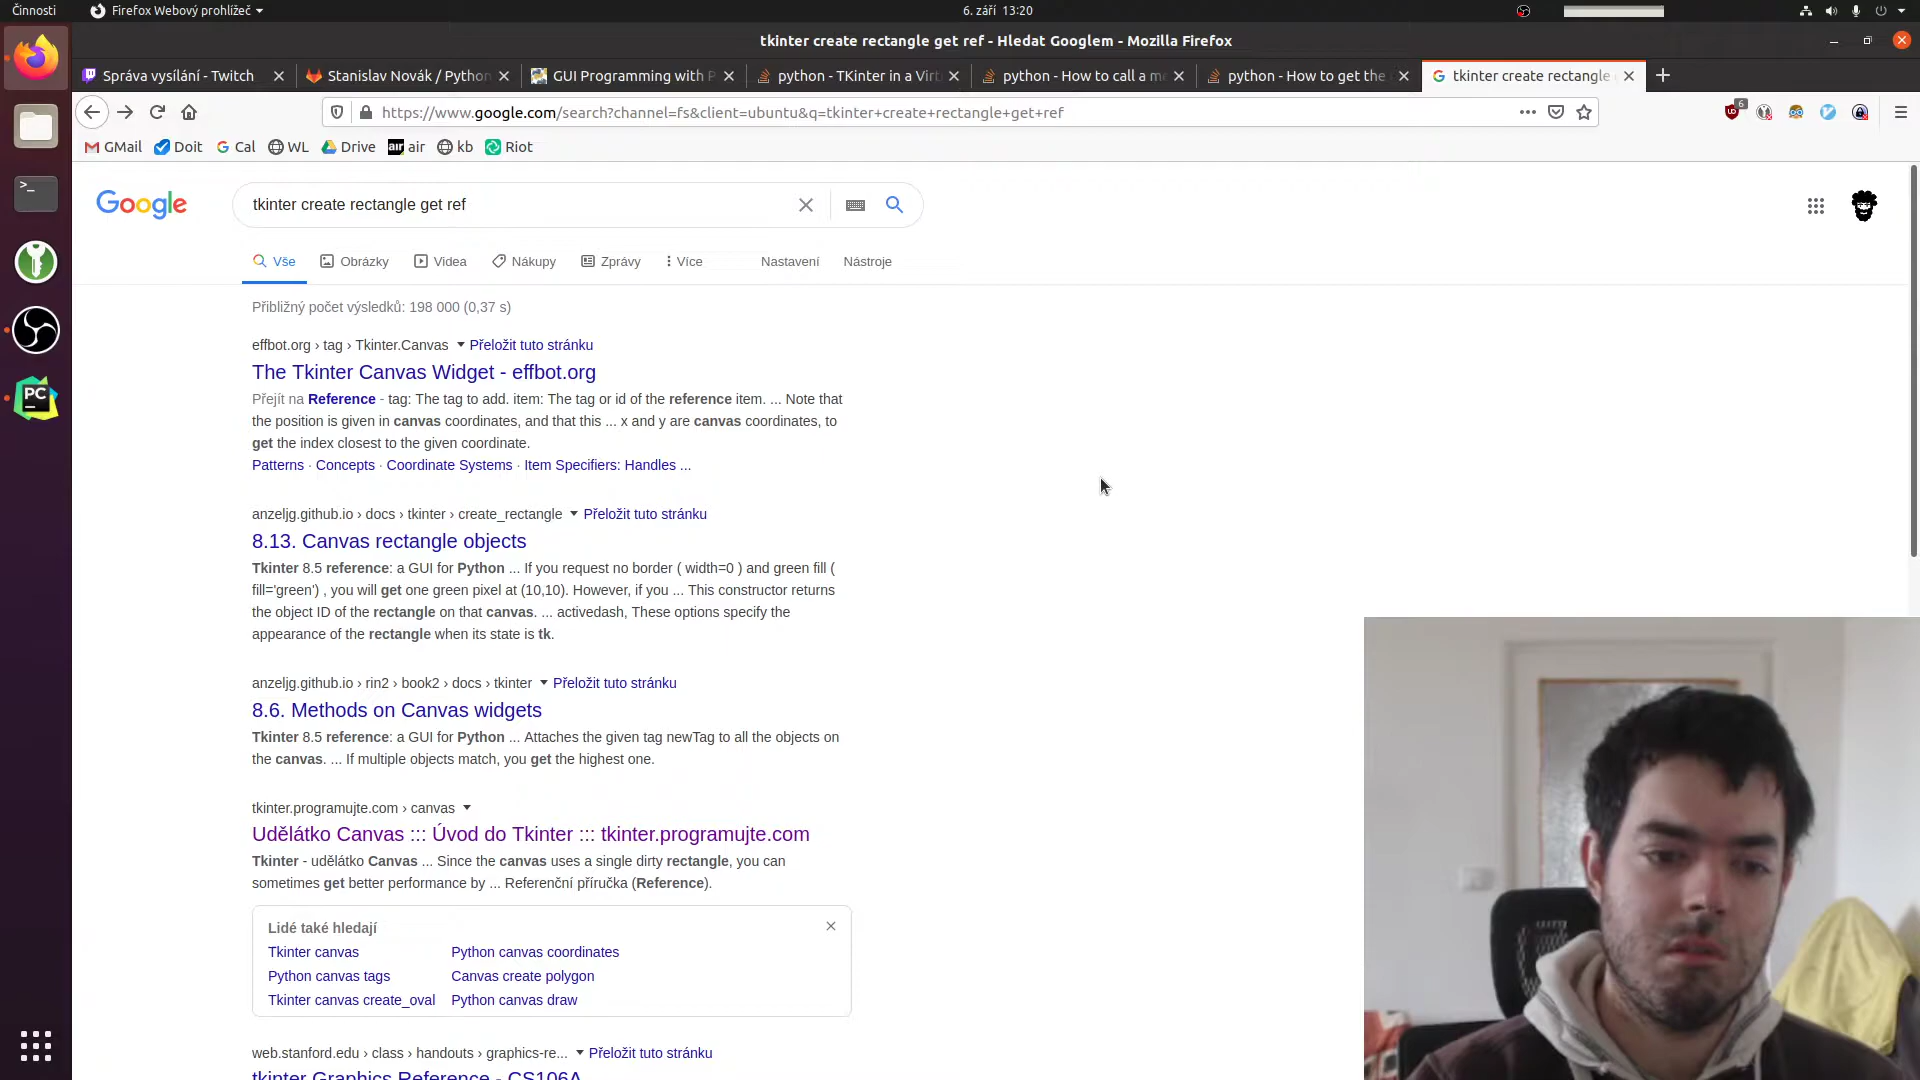 Činnosti
Firefox Webový prohlížeč
6. září 13:20
tkinter create rectangle get ref - Hledat Googlem - Mozilla Firefox
Správa vysílání - Twitch
Stanislav Novák / Python
GUI Programming with P
python - TKinter in a Virt
python - How to call a me
python - How to get the
tkinter create rectangle
https://www.google.com/search?channel=fs&client=ubuntu&q=tkinter+create+rectangle+get+ref
6
GMail
Doit
Cal
WL
Drive
air air
kb
Riot
Google
tkinter create rectangle get ref
Vše
Obrázky
Videa
Nákupy
Zprávy
Více
Nastavení
Nástroje
Přibližný počet výsledků: 198 000 (0,37 s)
effbot.org › tag › Tkinter.Canvas
Přeložit tuto stránku
The Tkinter Canvas Widget - effbot.org
Přejít na Reference - tag: The tag to add. item: The tag or id of the reference item. ... Note that
the position is given in canvas coordinates, and that this ... x and y are canvas coordinates, to
get the index closest to the given coordinate.
Patterns · Concepts · Coordinate Systems · Item Specifiers: Handles ...
anzeljg.github.io › docs › tkinter › create_rectangle
Přeložit tuto stránku
8.13. Canvas rectangle objects
Tkinter 8.5 reference: a GUI for Python ... If you request no border ( width=0 ) and green fill (
fill='green') , you will get one green pixel at (10,10). However, if you ... This constructor returns
the object ID of the rectangle on that canvas. ... activedash, These options specify the
appearance of the rectangle when its state is tk.
anzeljg.github.io › rin2 › book2 › docs › tkinter
Přeložit tuto stránku
8.6. Methods on Canvas widgets
Tkinter 8.5 reference: a GUI for Python ... Attaches the given tag newTag to all the objects on
the canvas. ... If multiple objects match, you get the highest one.
tkinter.programujte.com › canvas
Udělátko Canvas ::: Úvod do Tkinter ::: tkinter.programujte.com
Tkinter - udělátko Canvas ... Since the canvas uses a single dirty rectangle, you can
sometimes get better performance by ... Referenční příručka (Reference).
Lidé také hledají
Tkinter canvas
Python canvas coordinates
Python canvas tags
Canvas create polygon
Tkinter canvas create_oval
Python canvas draw
web.stanford.edu › class › handouts › graphics-re...
Přeložit tuto stránku
tkinter Graphics Reference - CS106A
PC